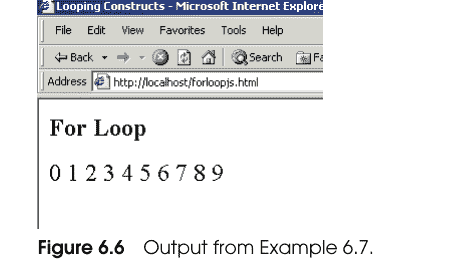 Looping Constructs - Microsoft Internet Explore
File Edit View Favorites Tools Help
Back Search Fa
Address http://localhost/forloopjs.html
For Loop
0 1 2 3 4 5 6 7 8 9
Figure 6.6 Output from Example 6.7.